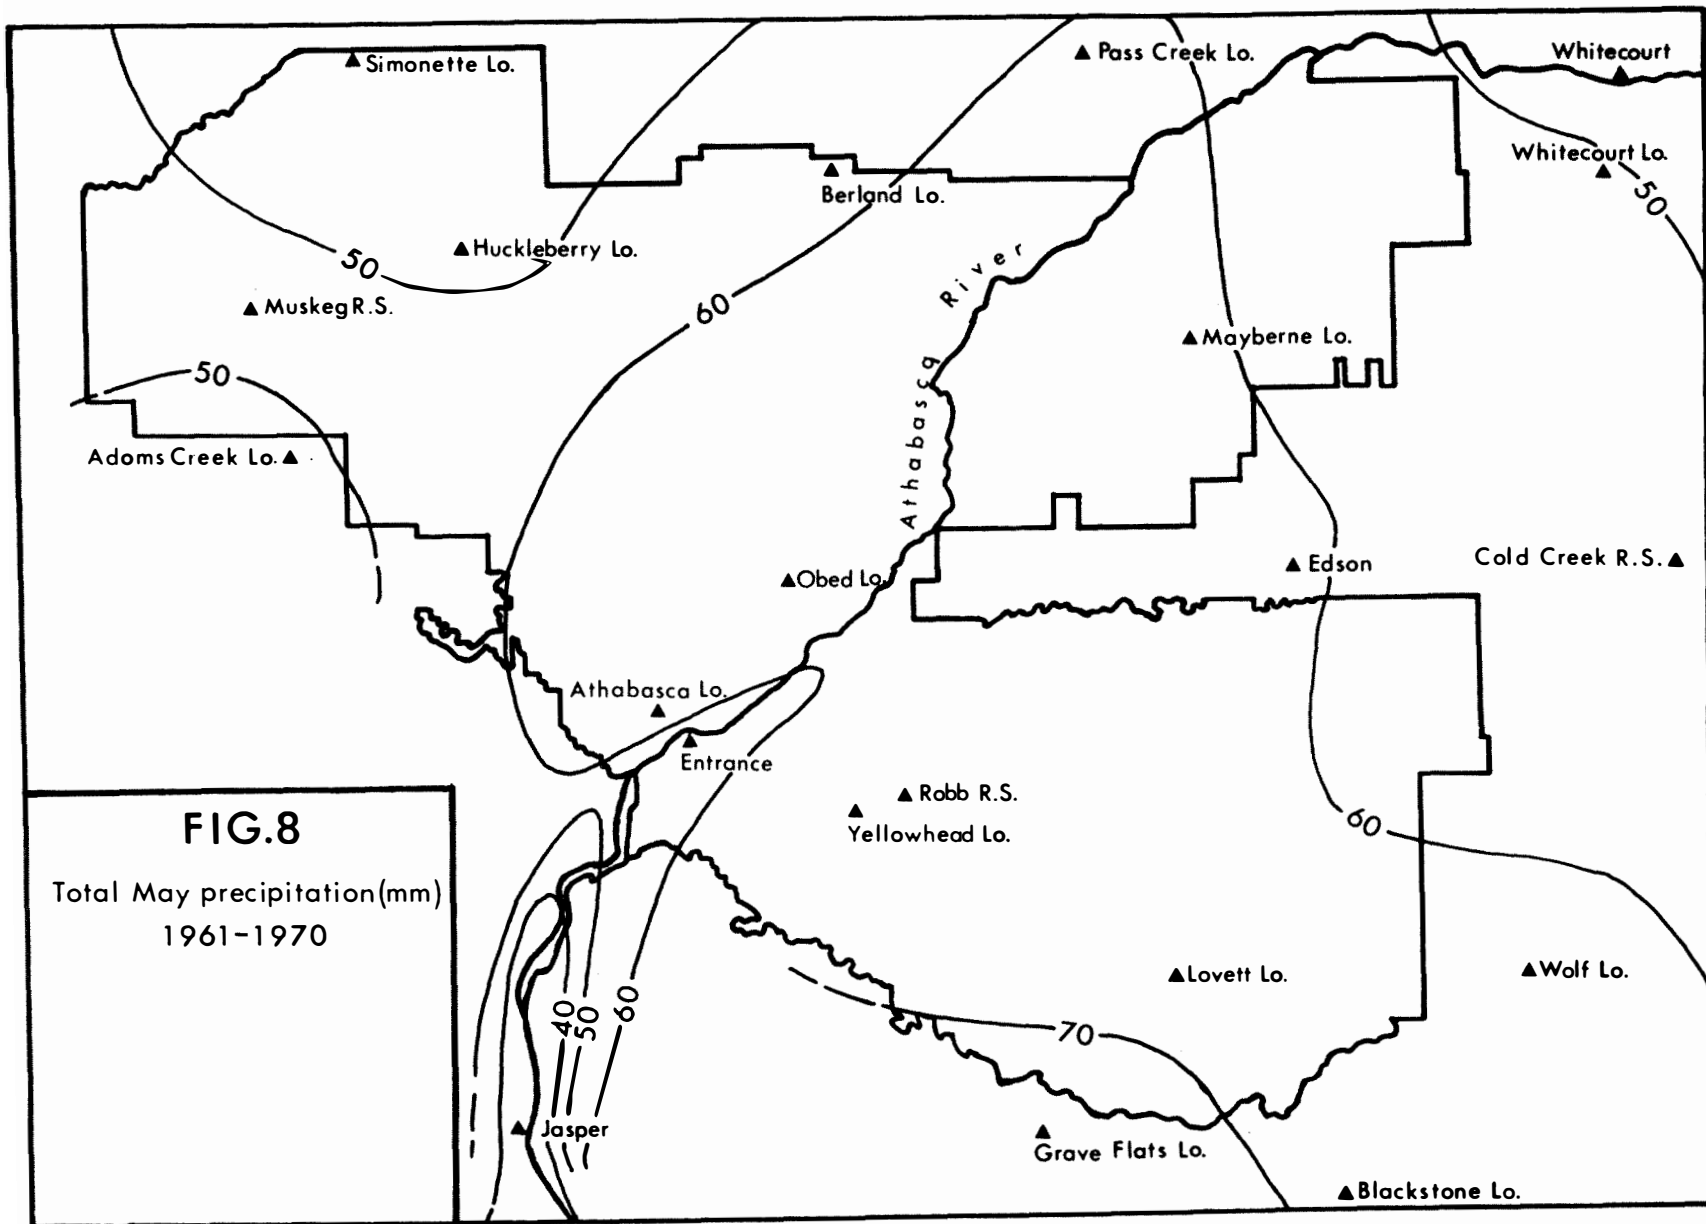 Simonette Lo.
Pass Creek Lo.
Whitecourt
Whitecourt Lo.
50
Berland Lo.
Huckleberry Lo.
50
Muskeg R.S.
60
Athabasca River
Mayberne Lo.
50
Adoms Creek Lo.
Obed Lo.
Edson
Cold Creek R.S.
Athabasca Lo.
Entrance
Robb R.S.
Yellowhead Lo.
60
FIG.8
Total May precipitation(mm)
1961-1970
Lovett Lo.
Wolf Lo.
40
50
60
70
Jasper
Grave Flats Lo.
Blackstone Lo.